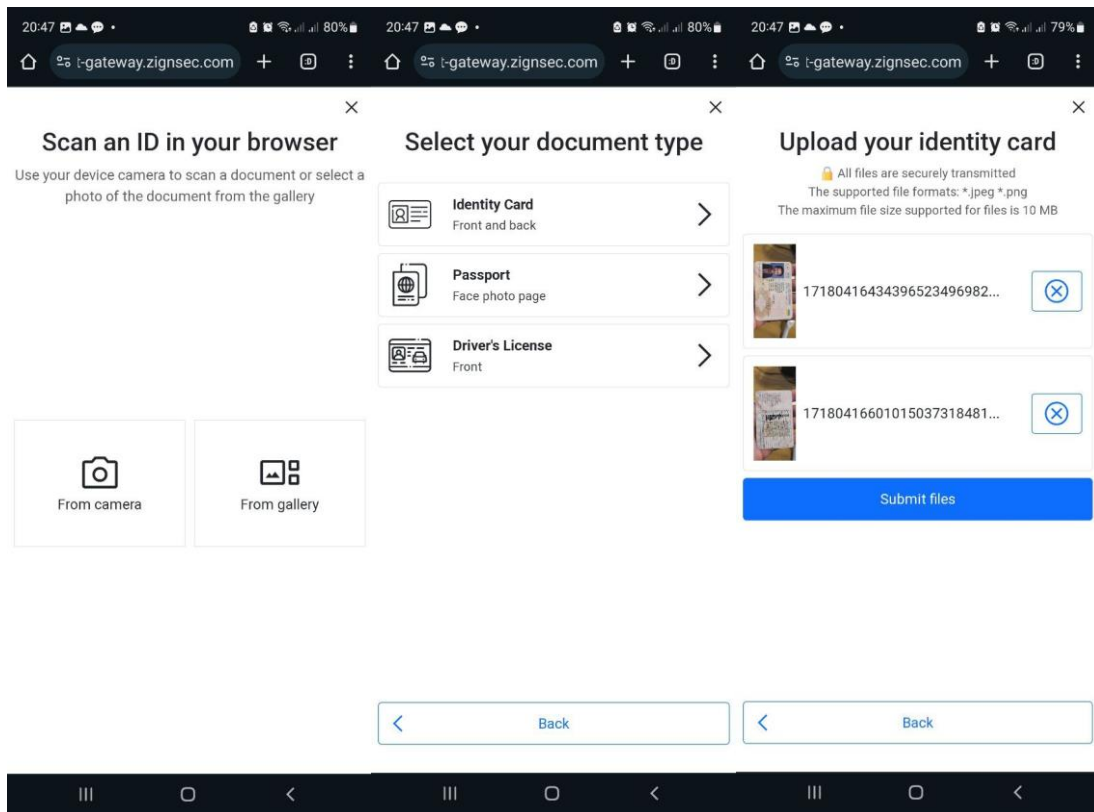 20:47
80%
t-gateway.zignsec.com
:D
Scan an ID in your browser
Use your device camera to scan a document or select a
photo of the document from the gallery
From camera
From gallery
20:47
80%
t-gateway.zignsec.com
:D
Select your document type
Identity Card
Front and back
Passport
Face photo page
Driver's License
Front
Back
20:47
79%
t-gateway.zignsec.com
:D
Upload your identity card
All files are securely transmitted
The supported file formats: *.jpeg *.png
The maximum file size supported for files is 10 MB
17180416434396523496982...
17180416601015037318481...
Submit files
Back